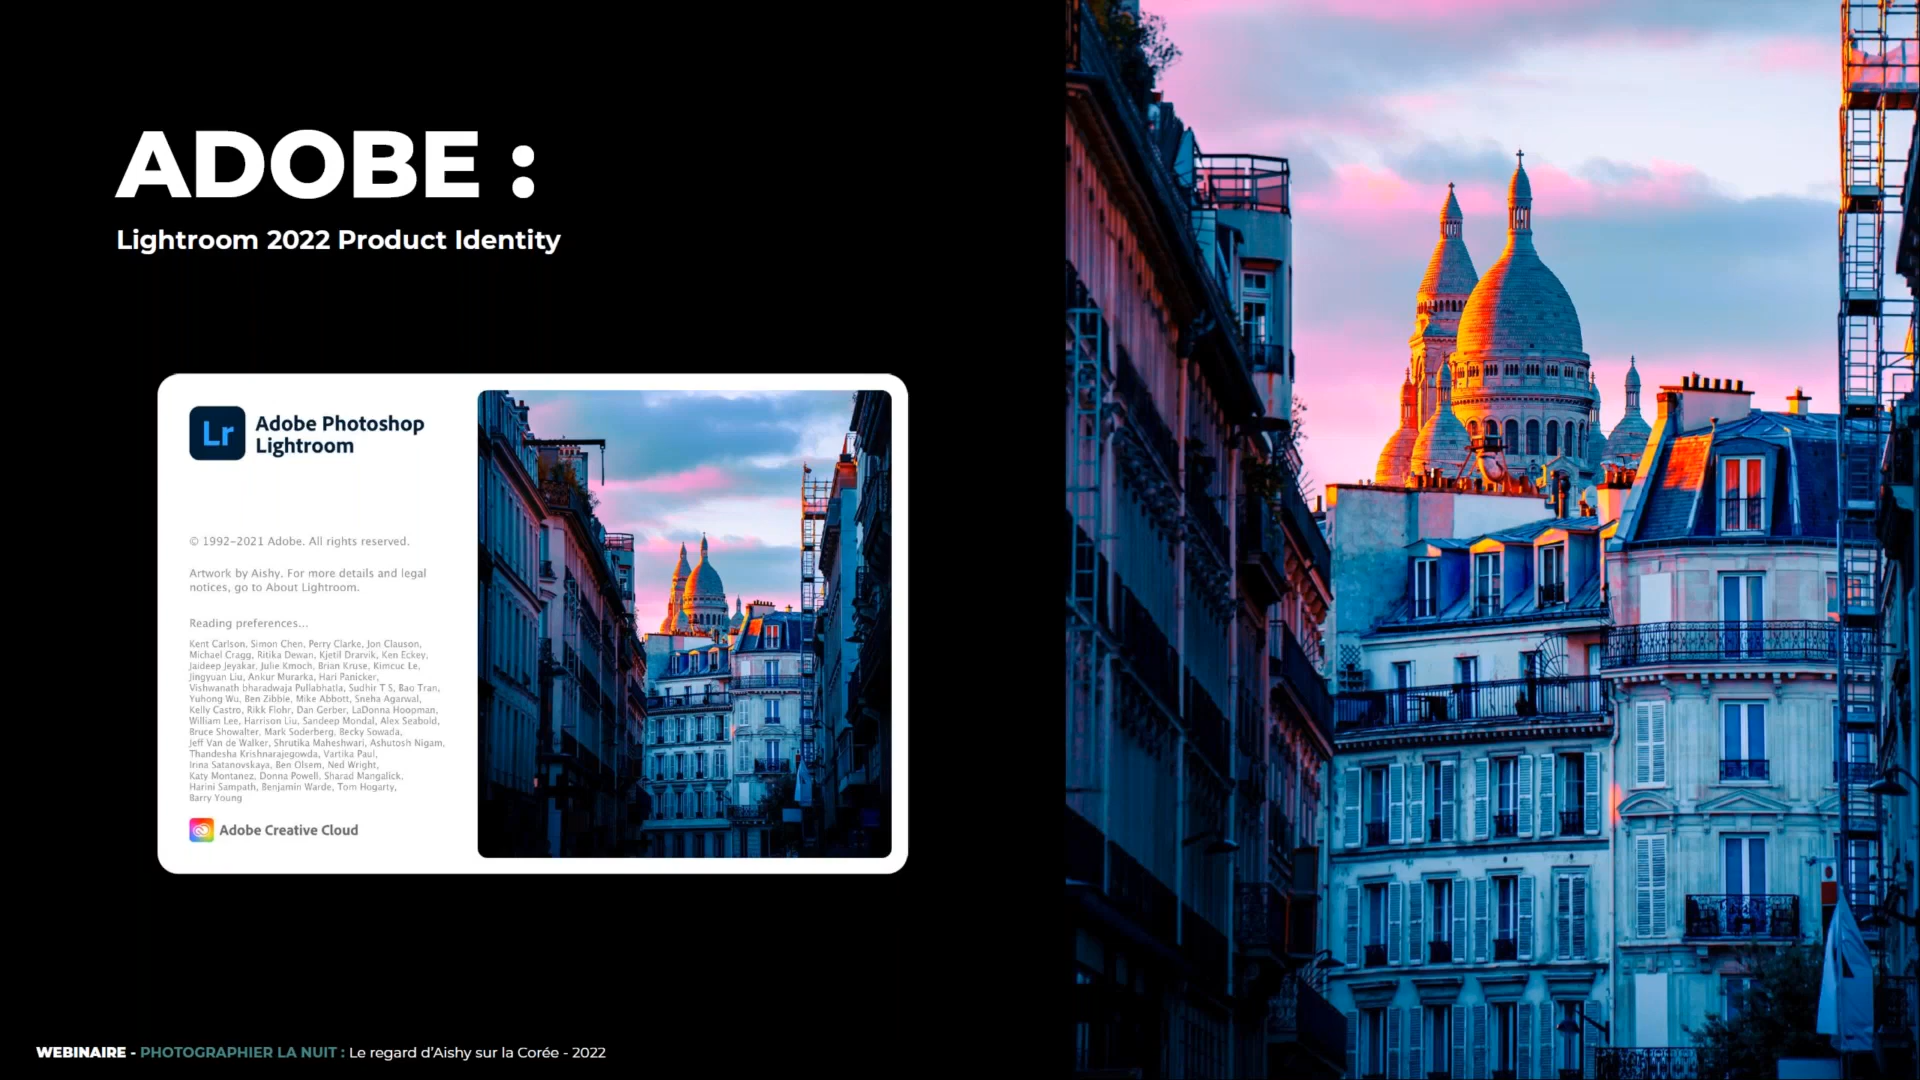 ADOBE :
Lightroom 2022 Product Identity
Lr
Adobe Photoshop
Lightroom
© 1992-2021 Adobe. All rights reserved.
Artwork by Aishy. For more details and legal
notices, go to About Lightroom.
Reading preferences...
Kent Carlson, Simon Chen, Perry Clarke, Jon Clauson,
Michael Cragg, Ritika Dewan, Kjetil Drarvik, Ken Eckey,
Jaideep Jeyakar, Julie Kmoch, Brian Kruse, Kimcuc Le,
Jingyuan Liu, Ankur Murarka, Hari Panicker,
Vishwanath bharadwaja Pullabhatla, Sudhir T S, Bao Tran,
Yuhong Wu, Ben Zibble, Mike Abbott, Sneha Agarwal,
Kelly Castro, Rikk Flohr, Dan Gerber, LaDonna Hoopman,
William Lee, Harrison Liu, Sandeep Mondal, Alex Seabold,
Bruce Showalter, Mark Soderberg, Becky Sowada,
Jeff Van de Walker, Shrutika Maheshwari, Ashutosh Nigam,
Thandesha Krishnarajegowda, Vartika Paul,
Irina Satanovskaya, Ben Olsem, Ned Wright,
Katy Montanez, Donna Powell, Sharad Mangalick,
Harini Sampath, Benjamin Warde, Tom Hogarty,
Barry Young
Adobe Creative Cloud
WEBINAIRE - PHOTOGRAPHIER LA NUIT : Le regard d'Aishy sur la Corée - 2022